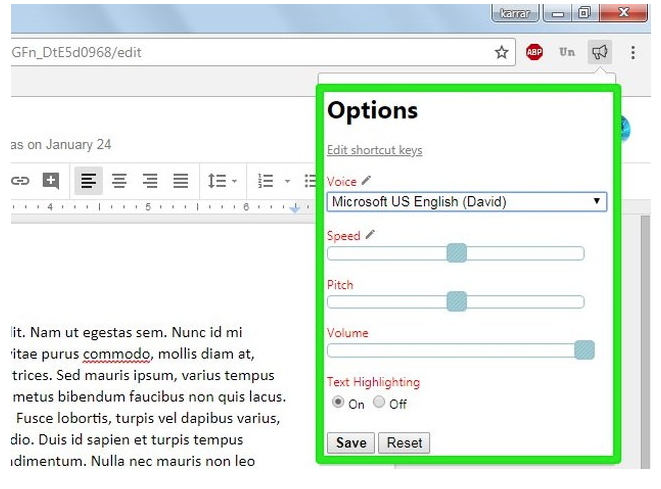 karrar
GFn_DtE5d0968/edit
ABP
Un
as on January 24
4 5 6
Options
Edit shortcut keys
Voice
Microsoft US English (David)
Speed
Pitch
Volume
Text Highlighting
On Off
Save Reset
lit. Nam ut egestas sem. Nunc id mi
vitae purus commodo, mollis diam at,
trices. Sed mauris ipsum, varius tempus
metus bibendum faucibus non quis lacus.
Fusce lobortis, turpis vel dapibus varius,
dio. Duis id sapien et turpis tempus
ndimentum. Nulla nec mauris non leo